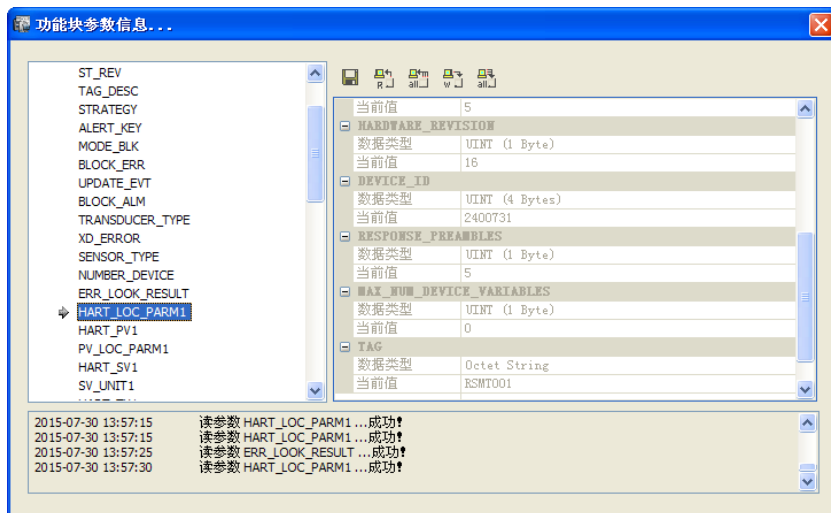 功能块参数信息...
ST_REV
TAG_DESC
STRATEGY
ALERT_KEY
MODE_BLK
BLOCK_ERR
UPDATE_EVT
BLOCK_ALM
TRANSDUCER_TYPE
XD_ERROR
SENSOR_TYPE
NUMBER_DEVICE
ERR_LOOK_RESULT
HART_LOC_PARM1
HART_PV1
PV_LOC_PARM1
HART_SV1
SV_UNIT1
R all w all
当前值 5
HARDWARE_REVISION
数据类型 UINT (1 Byte)
当前值 16
DEVICE_ID
数据类型 UINT (4 Bytes)
当前值 2400731
RESPONSE_PREAMBLES
数据类型 UINT (1 Byte)
当前值 5
MAX_NUM_DEVICE_VARIABLES
数据类型 UINT (1 Byte)
当前值 0
TAG
数据类型 Octet String
当前值 RSMT001
2015-07-30 13:57:15 读参数 HART_LOC_PARM1 ...成功!
2015-07-30 13:57:15 读参数 HART_LOC_PARM1 ...成功!
2015-07-30 13:57:25 读参数 ERR_LOOK_RESULT ...成功!
2015-07-30 13:57:30 读参数 HART_LOC_PARM1 ...成功!